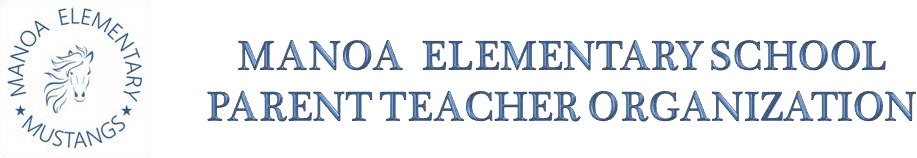 MANOA ELEMENTARY
MUSTANGS
MANOA ELEMENTARY SCHOOL
PARENT TEACHER ORGANIZATION